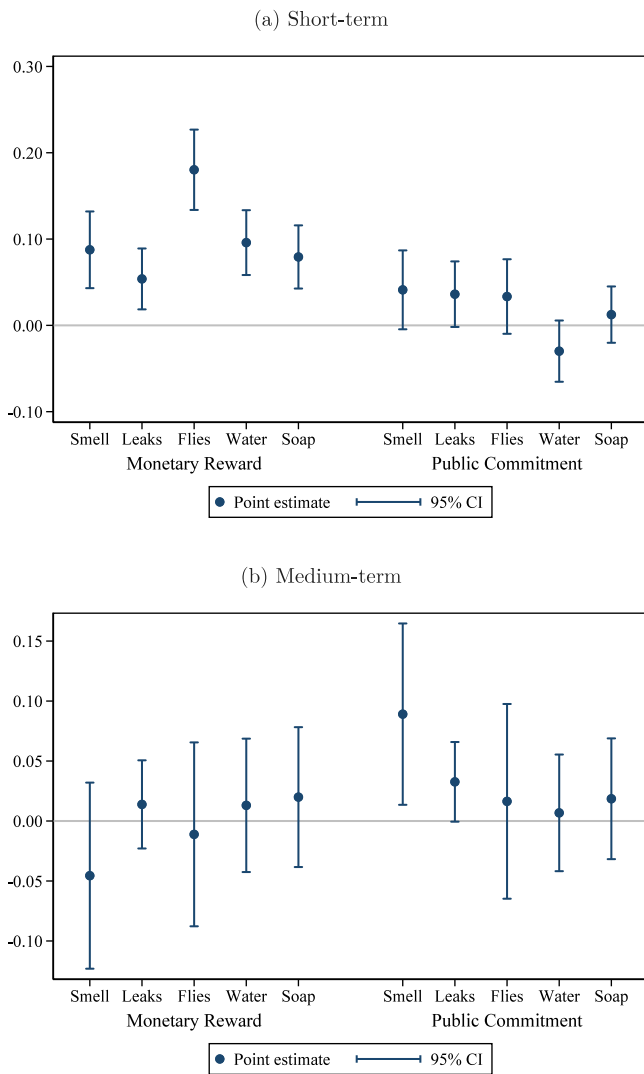 (a) Short-term
0.30
0.20
0.10
0.00
-0.10
Smell Leaks Flies Water Soap Smell Leaks Flies Water Soap
Monetary Reward Public Commitment
Point estimate 95% CI
(b) Medium-term
0.15
0.10
0.05
0.00
-0.05
-0.10
Smell Leaks Flies Water Soap Smell Leaks Flies Water Soap
Monetary Reward Public Commitment
Point estimate 95% CI